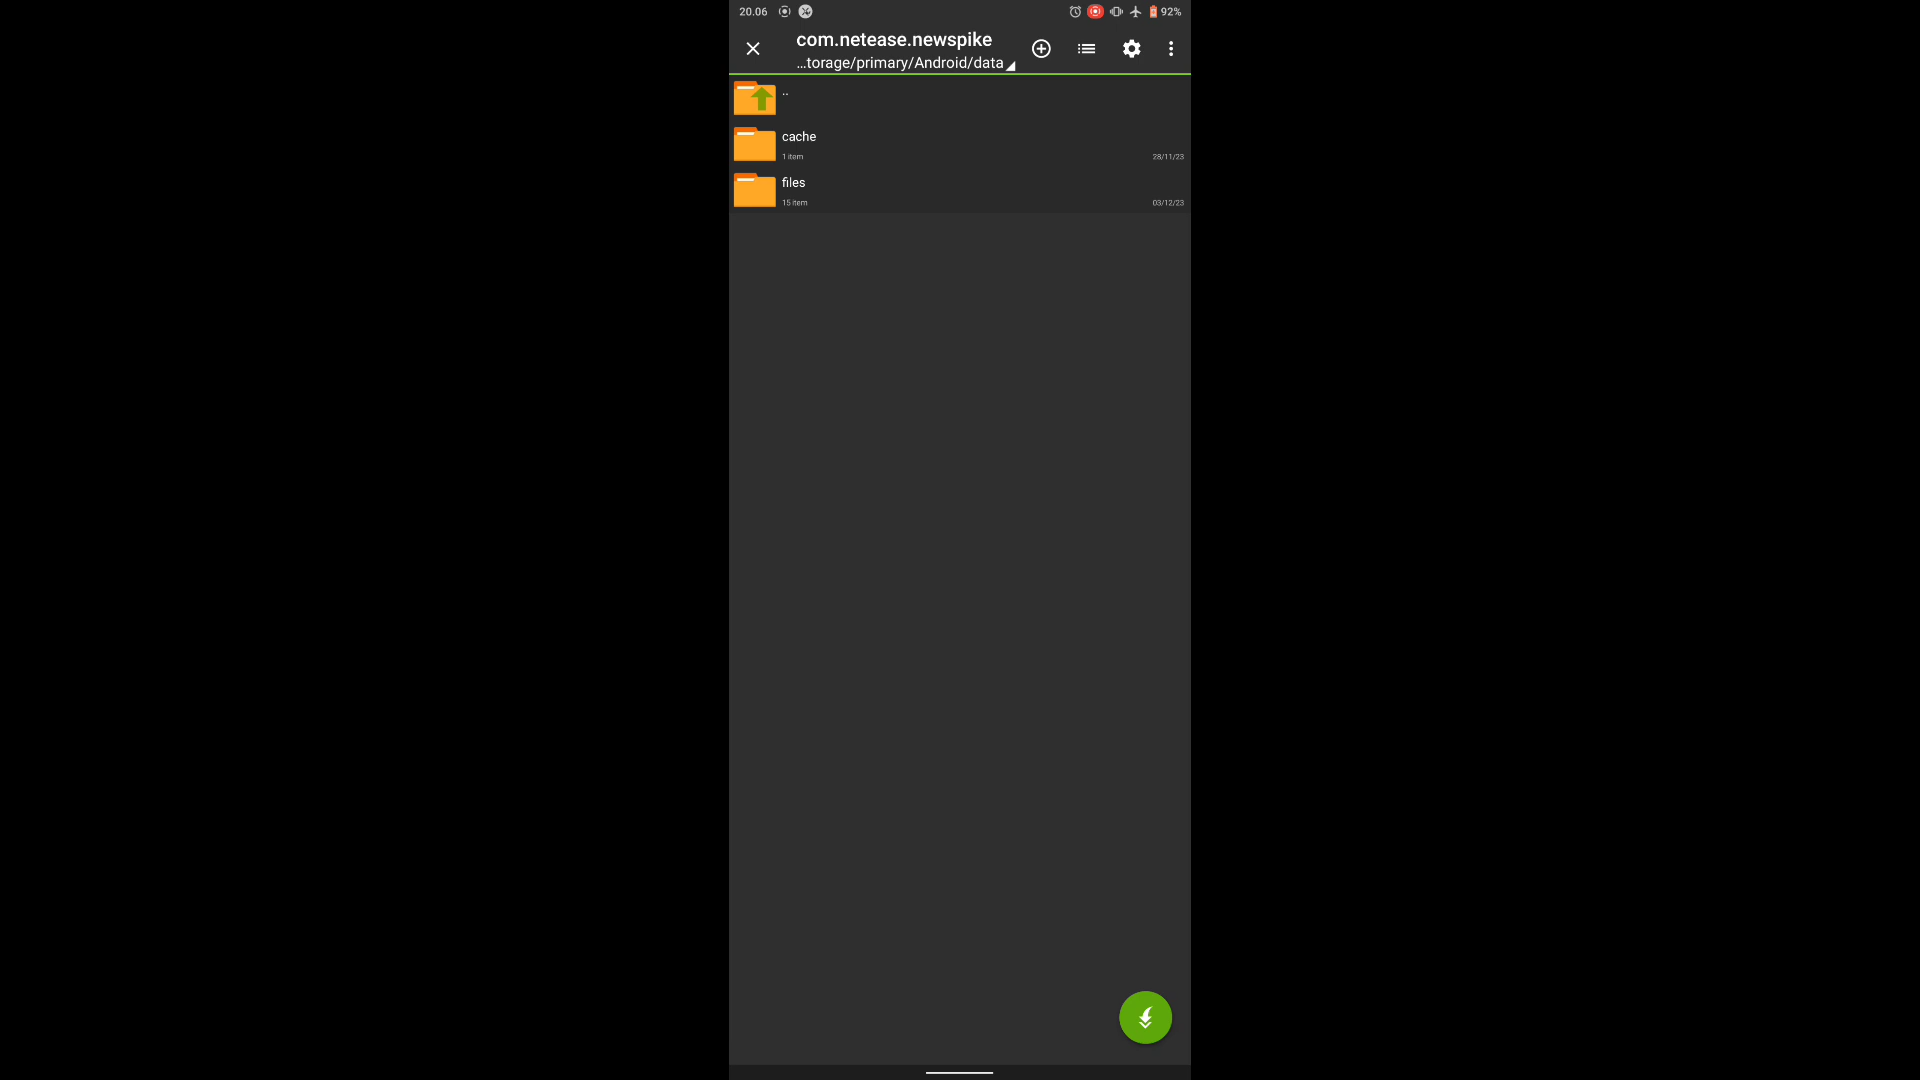 20.06
92%
com.netease.newspike
...torage/primary/Android/data
..
cache
1 item
28/11/23
files
15 item
03/12/23